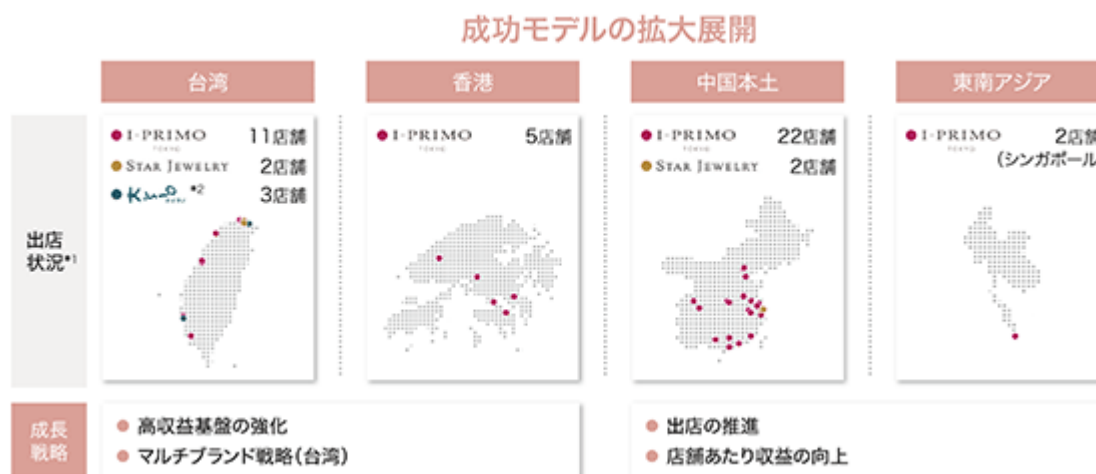 成功モデルの拡大展開
台湾
香港
中国本土
東南アジア
出店
状況*1
I-PRIMO 11店舗
TOKYO
STAR JEWELRY 2店舗
*2 3店舗
I-PRIMO 5店舗
TOKYO
I-PRIMO 22店舗
TOKYO
STAR JEWELRY 2店舗
I-PRIMO 2店舗
TOKYO
(シンガポール
成長
戦略
高収益基盤の強化
マルチブランド戦略(台湾)
出店の推進
店舗あたり収益の向上